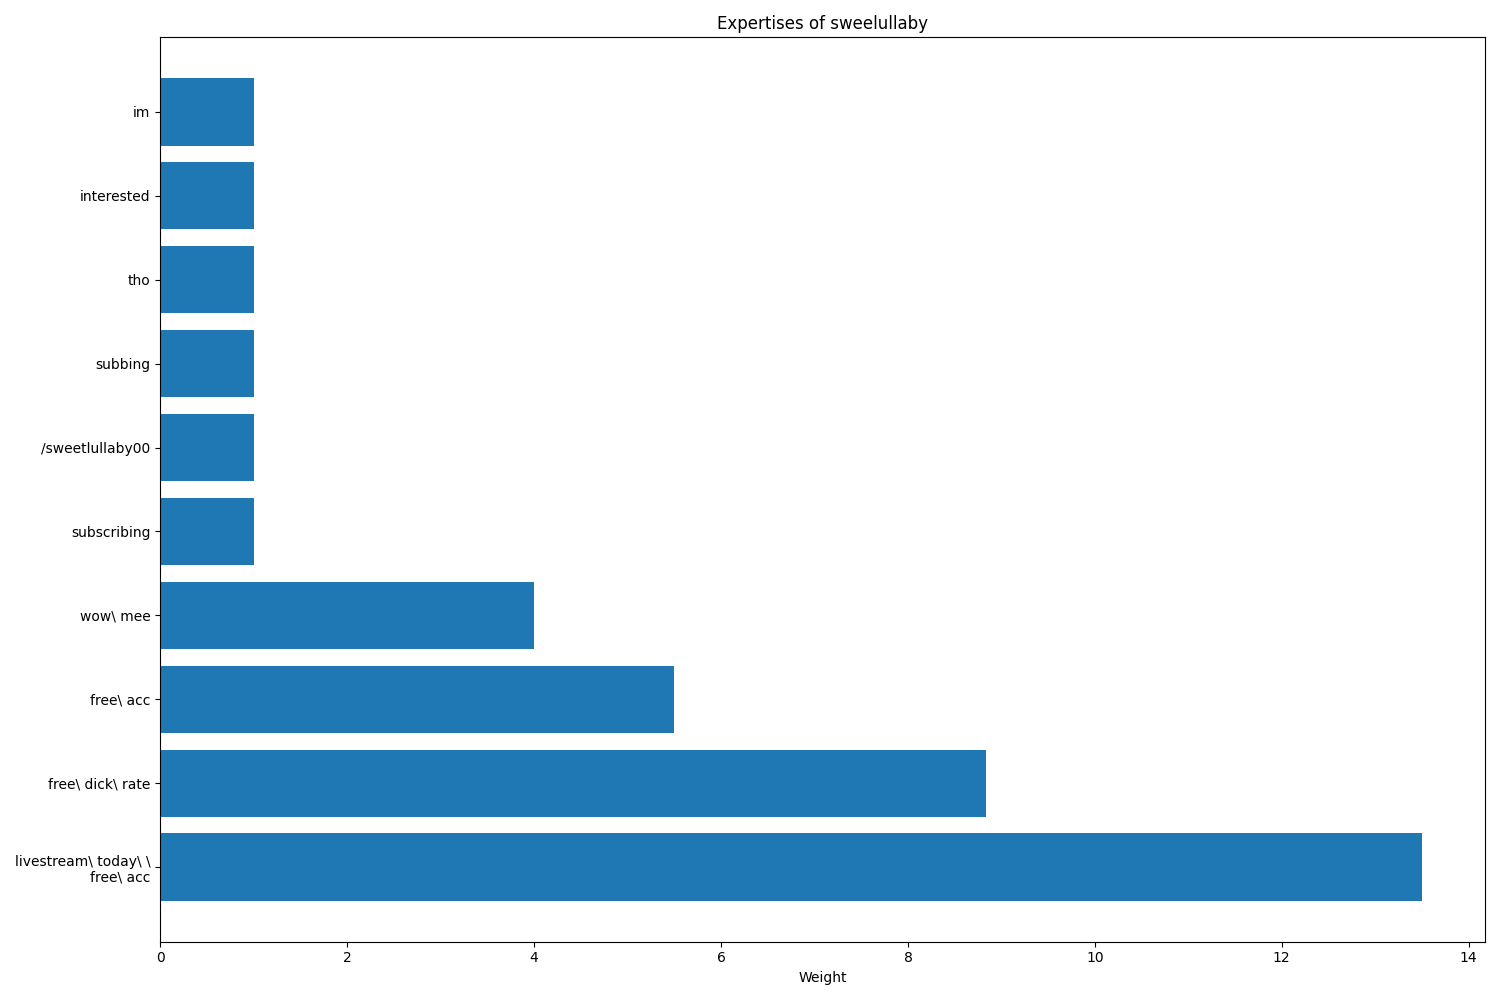 Expertises of sweelullaby
im
interested
tho
subbing
/sweetlullaby00
subscribing
wow\ mee
free\ acc
free\ dick\ rate
livestream\ today\ \
free\ acc
0 2 4 6 8 10 12 14
Weight